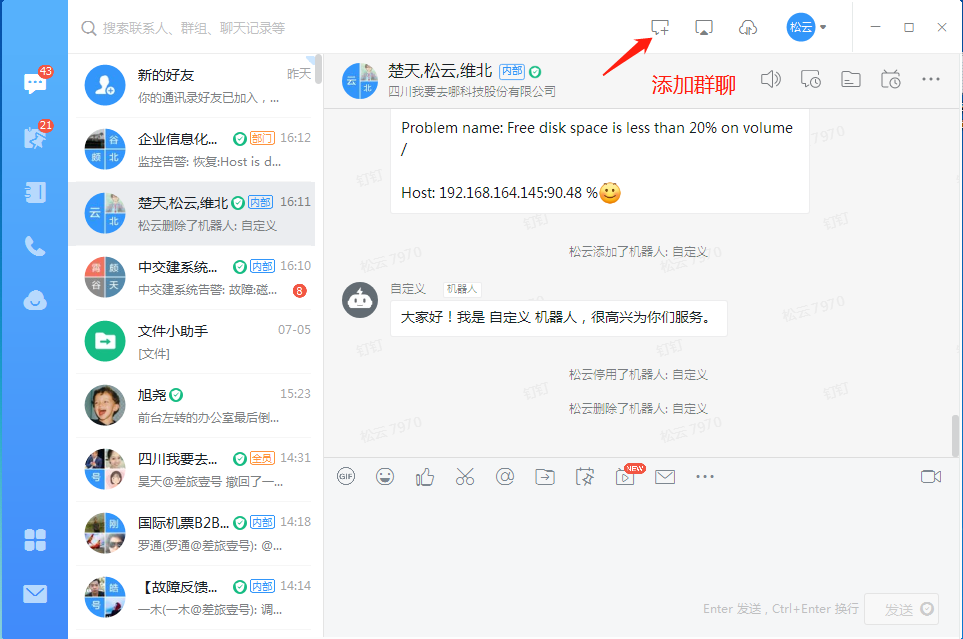 搜索联系人、群组、聊天记录等
松云
43
21
新的好友
昨天
你的通讯录好友已加入，...
企业信息化...
部门
16:12
监控告警: 恢复:Host is d...
谷
颇 北
楚天,松云,维北
内部
16:11
松云删除了机器人: 自定义
云
北
中交建系统...
内部
16:10
中交建系统告警: 故障:磁...
8
颜
谷 天
文件小助手
07-05
[文件]
旭尧
15:23
前台左转的办公室最后倒...
四川我要去...
全员
14:31
昊天@差旅壹号 撤回了一...
号
国际机票B2B...
内部
14:18
罗通(罗通@差旅壹号): @...
刚
【故障反馈...
内部
14:14
一木(一木@差旅壹号): 调...
皓
号
云
北
楚天,松云,维北
内部
四川我要去哪科技股份有限公司
添加群聊
Problem name: Free disk space is less than 20% on volume
/
Host: 192.168.164.145:90.48 %
松云添加了机器人: 自定义
自定义
机器人
大家好！我是 自定义 机器人，很高兴为你们服务。
松云停用了机器人: 自定义
松云删除了机器人: 自定义
钉钉
松云 7970
GIF
NEW
Enter 发送 , Ctrl+Enter 换行
发送